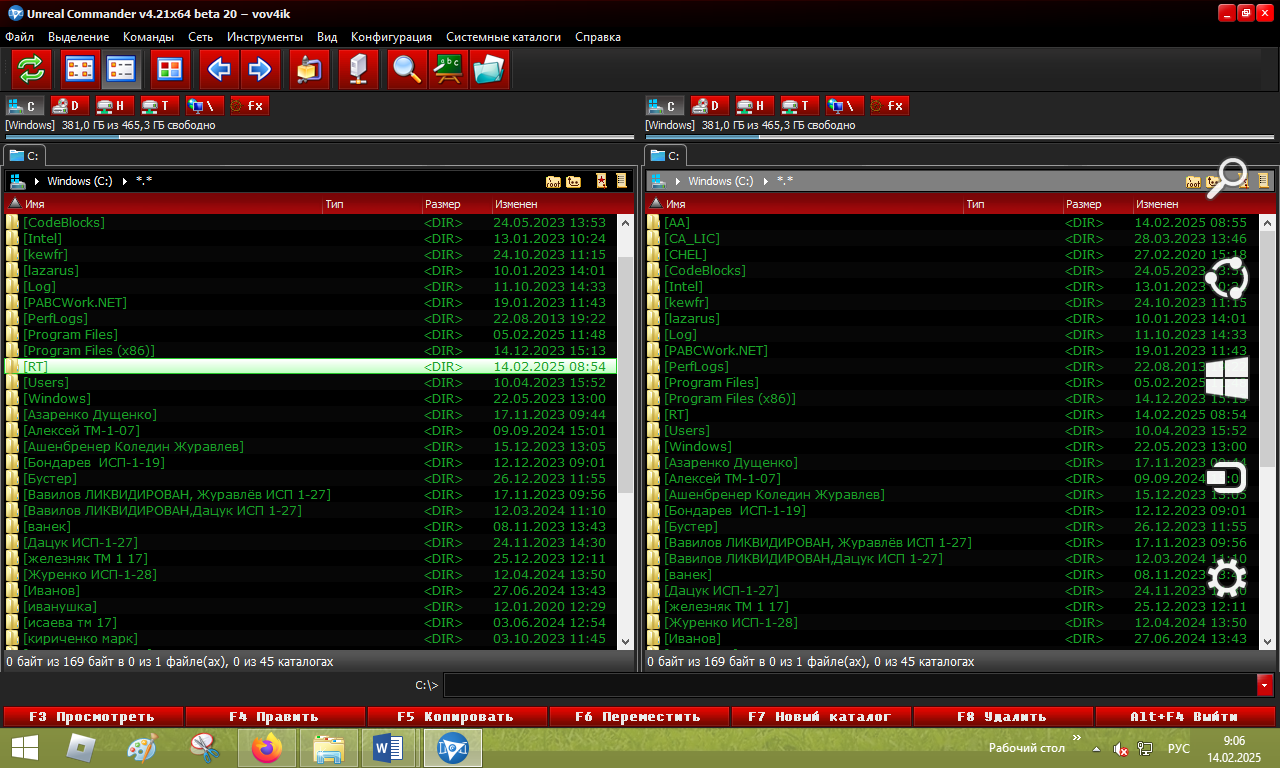 Unreal Commander v4.21x64 beta 20 – vov4ik
Файл Выделение Команды Сеть Инструменты Вид Конфигурация Системные каталоги Справка
abc
C D H T \ fx C D H T \ fx
[Windows] 381,0 ГБ из 465,3 ГБ свободно [Windows] 381,0 ГБ из 465,3 ГБ свободно
C: C:
Windows (C:) *.* Windows (C:) *.*
Имя Тип Размер Изменен Имя Тип Размер Изменен
[CodeBlocks] <DIR> 24.05.2023 13:53 [AA] <DIR> 14.02.2025 08:55
[Intel] <DIR> 13.01.2023 10:24 [CA_LIC] <DIR> 28.03.2023 13:46
[kewfr] <DIR> 24.10.2023 11:15 [CHEL] <DIR> 27.02.2020 15:18
[lazarus] <DIR> 10.01.2023 14:01 [CodeBlocks] <DIR> 24.05.2023
[Log] <DIR> 11.10.2023 14:33 [Intel] <DIR> 13.01.2023
[PABCWork.NET] <DIR> 19.01.2023 11:43 [kewfr] <DIR> 24.10.2023 11:15
[PerfLogs] <DIR> 22.08.2013 19:22 [lazarus] <DIR> 10.01.2023 14:01
[Program Files] <DIR> 05.02.2025 11:48 [Log] <DIR> 11.10.2023 14:33
[Program Files (x86)] <DIR> 14.12.2023 15:13 [PABCWork.NET] <DIR> 19.01.2023 11:43
[RT] <DIR> 14.02.2025 08:54 [PerfLogs] <DIR> 22.08.2013
[Users] <DIR> 10.04.2023 15:52 [Program Files] <DIR> 05.02.2025
[Windows] <DIR> 22.05.2023 13:00 [Program Files (x86)] <DIR> 14.12.2023 15:13
[Азаренко Дущенко] <DIR> 17.11.2023 09:44 [RT] <DIR> 14.02.2025 08:54
[Алексей ТМ-1-07] <DIR> 09.09.2024 15:01 [Users] <DIR> 10.04.2023 15:52
[Ашенбренер Коледин Журавлев] <DIR> 15.12.2023 13:05 [Windows] <DIR> 22.05.2023 13:00
[Бондарев ИСП-1-19] <DIR> 12.12.2023 09:01 [Азаренко Дущенко] <DIR> 17.11.2023
[Бустер] <DIR> 26.12.2023 11:55 [Алексей ТМ-1-07] <DIR> 09.09.2024
[Вавилов ЛИКВИДИРОВАН, Журавлёв ИСП 1-27] <DIR> 17.11.2023 09:56 [Ашенбренер Коледин Журавлев] <DIR> 15.12.2023 13:05
[Вавилов ЛИКВИДИРОВАН,Дацук ИСП 1-27] <DIR> 12.03.2024 11:10 [Бондарев ИСП-1-19] <DIR> 12.12.2023 09:01
[ванек] <DIR> 08.11.2023 13:43 [Бустер] <DIR> 26.12.2023 11:55
[Дацук ИСП-1-27] <DIR> 24.11.2023 14:30 [Вавилов ЛИКВИДИРОВАН, Журавлёв ИСП 1-27] <DIR> 17.11.2023 09:56
[железняк ТМ 1 17] <DIR> 25.12.2023 12:11 [Вавилов ЛИКВИДИРОВАН,Дацук ИСП 1-27] <DIR> 12.03.2024 11:10
[Журенко ИСП-1-28] <DIR> 12.04.2024 13:50 [ванек] <DIR> 08.11.2023
[Иванов] <DIR> 27.06.2024 13:43 [Дацук ИСП-1-27] <DIR> 24.11.2023
[иванушка] <DIR> 12.01.2020 12:29 [железняк ТМ 1 17] <DIR> 25.12.2023 12:11
[исаева тм 17] <DIR> 03.06.2024 12:54 [Журенко ИСП-1-28] <DIR> 12.04.2024 13:50
[кириченко марк] <DIR> 03.10.2023 11:45 [Иванов] <DIR> 27.06.2024 13:43
0 байт из 169 байт в 0 из 1 файле(ах), 0 из 45 каталогах 0 байт из 169 байт в 0 из 1 файле(ах), 0 из 45 каталогах
C:\>
F3 Просмотреть F4 Править F5 Копировать F6 Переместить F7 Новый каталог F8 Удалить Alt+F4 Выйти
Рабочий стол » РУС 9:06
14.02.2025